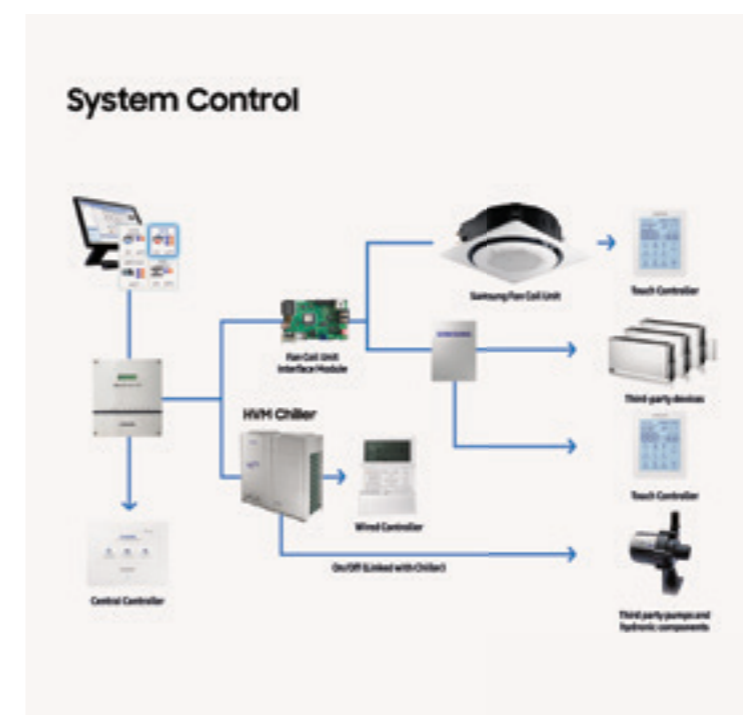 System Control
Samsung Fan Coil Unit
Touch Controller
Fan Coil Unit
Interface Module
Third-party devices
HVM Chiller
Touch Controller
Wired Controller
On/Off (Linked with Chiller)
Central Controller
Third party pumps and
hydronic components